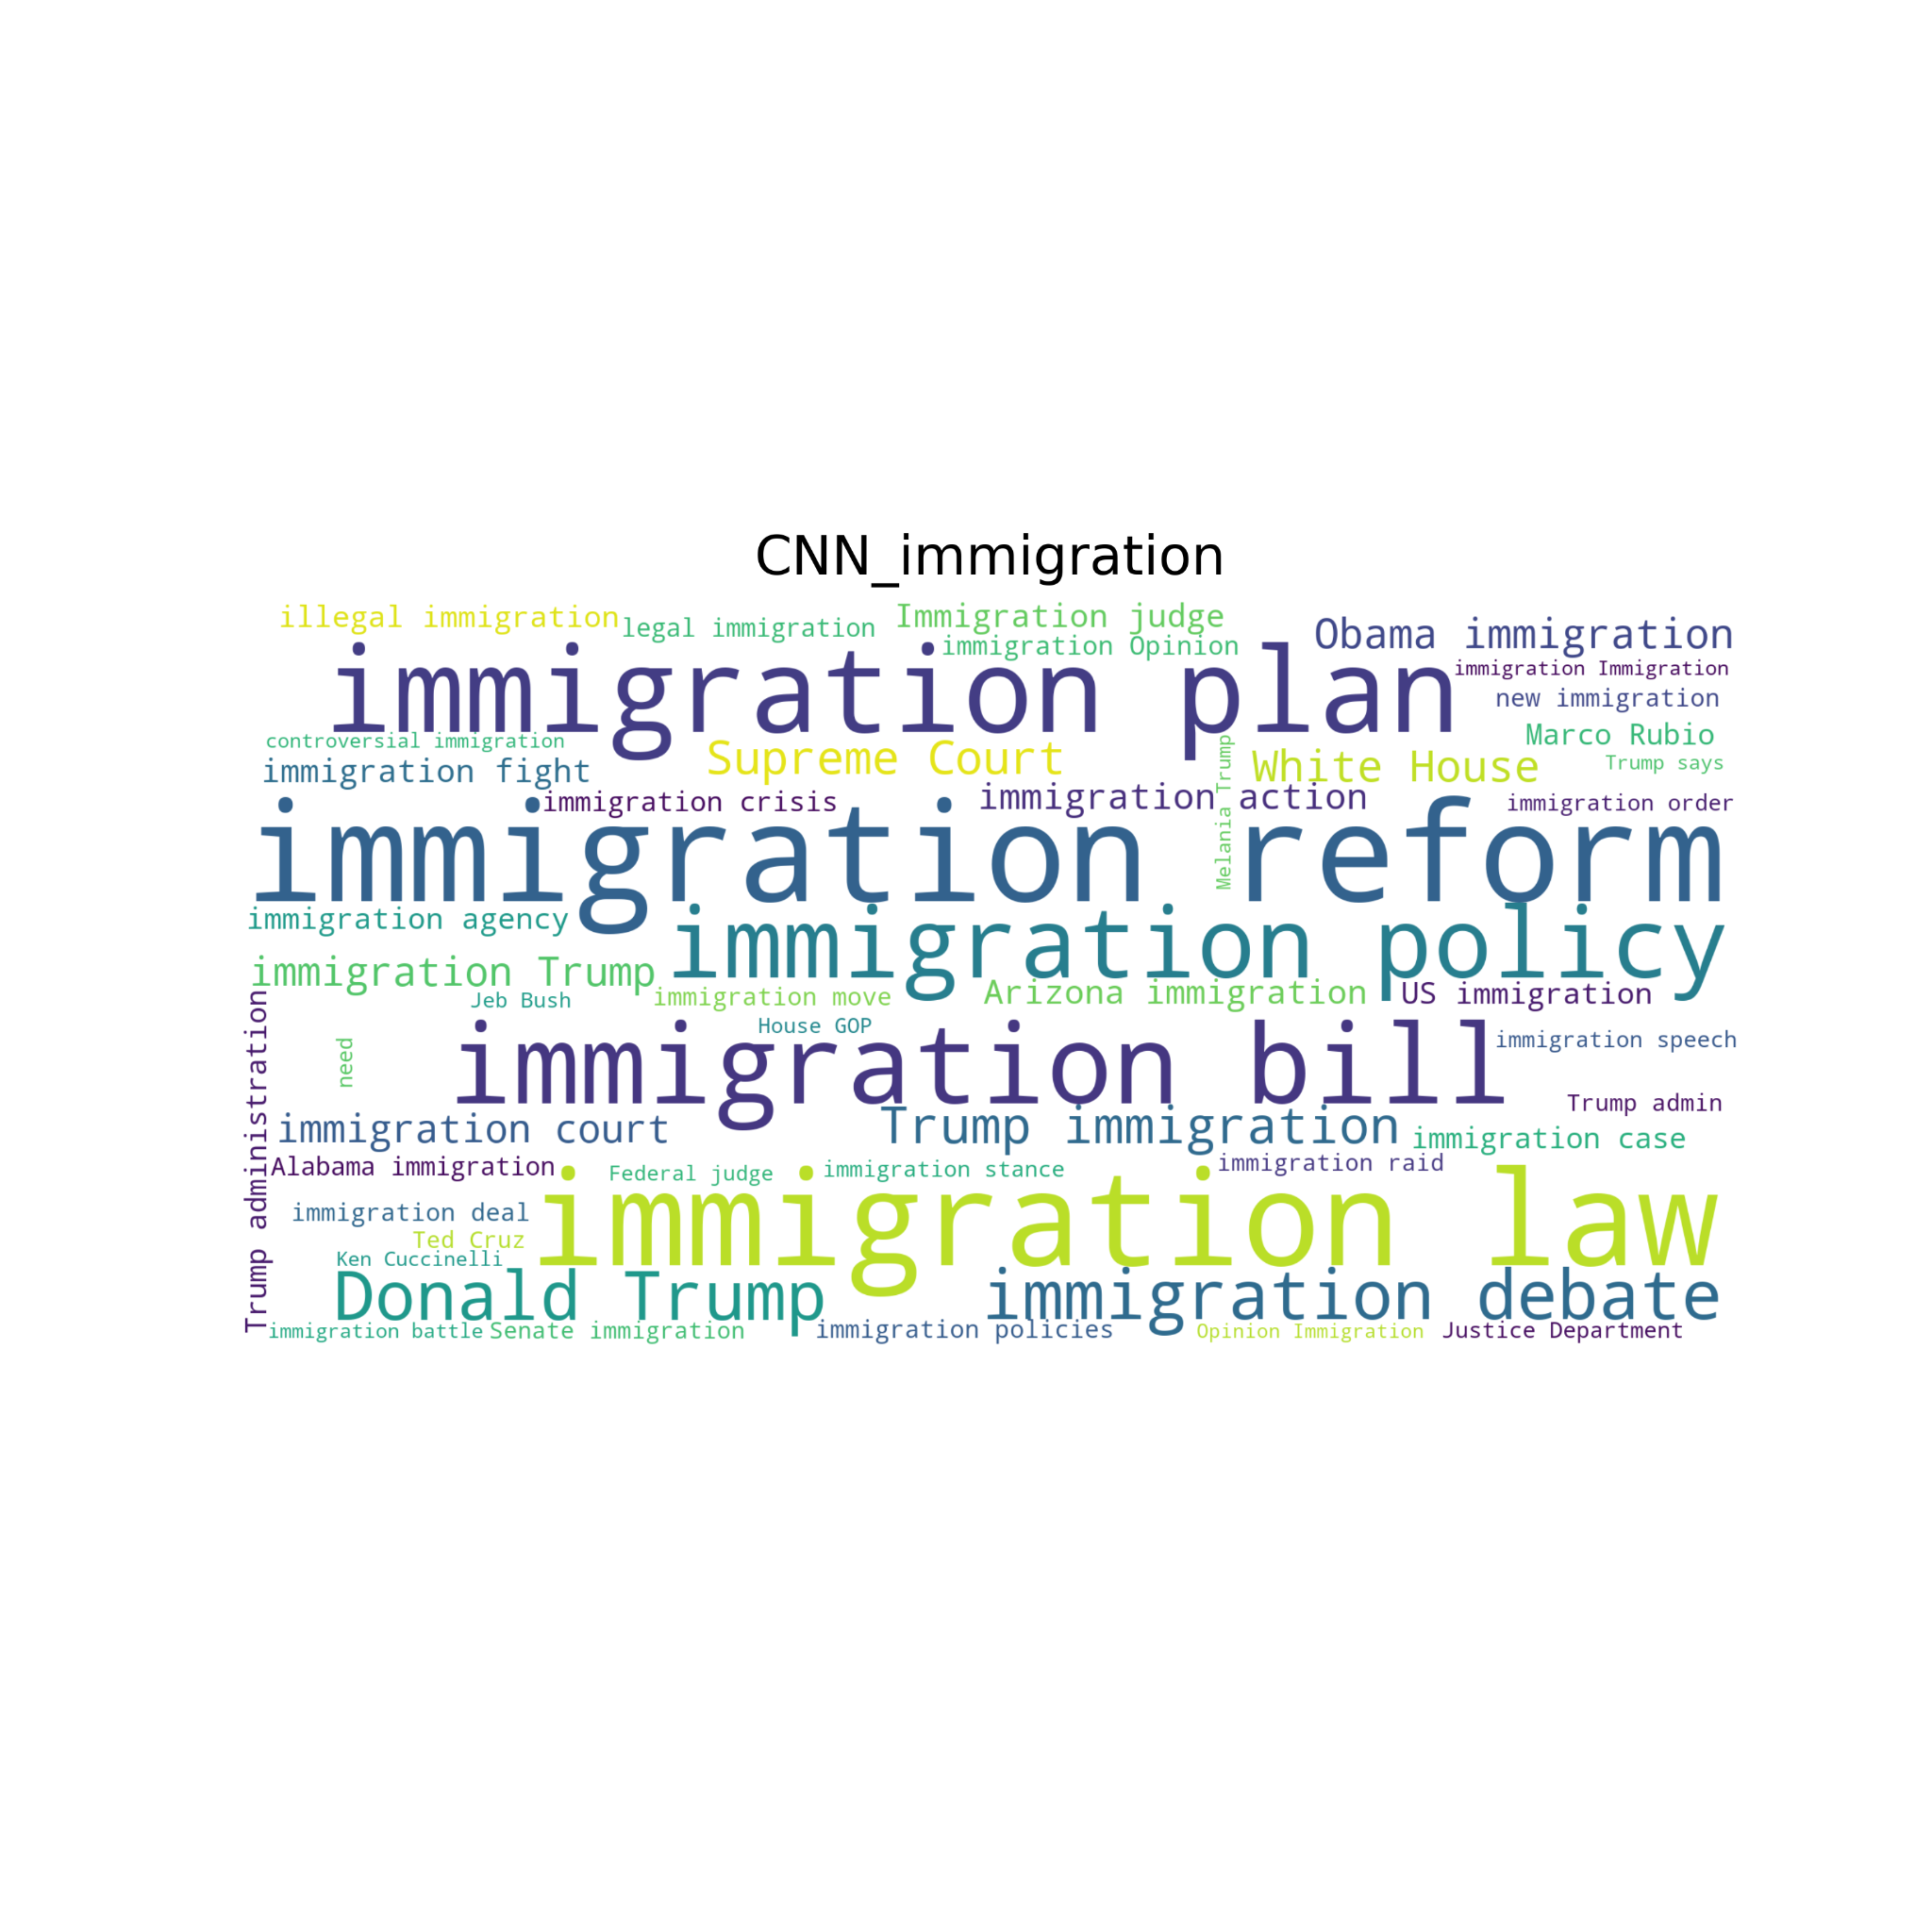 CNN_immigration
illegal immigration
legal immigration
Immigration judge
immigration Opinion
Obama immigration
immigration plan
immigration Immigration
new immigration
Marco Rubio
controversial immigration
Supreme Court
Melania Trump
White House
Trump says
immigration fight
immigration crisis
immigration action
immigration order
immigration reform
immigration agency
immigration policy
immigration Trump
Jeb Bush
immigration move
Arizona immigration
US immigration
Trump administration
House GOP
need
immigration bill
immigration speech
Trump admin
immigration court
Trump immigration
immigration case
Alabama immigration
Federal judge
immigration stance
immigration raid
immigration law
immigration deal
Ted Cruz
Ken Cuccinelli
Donald Trump
immigration debate
immigration battle
Senate immigration
immigration policies
Opinion Immigration
Justice Department